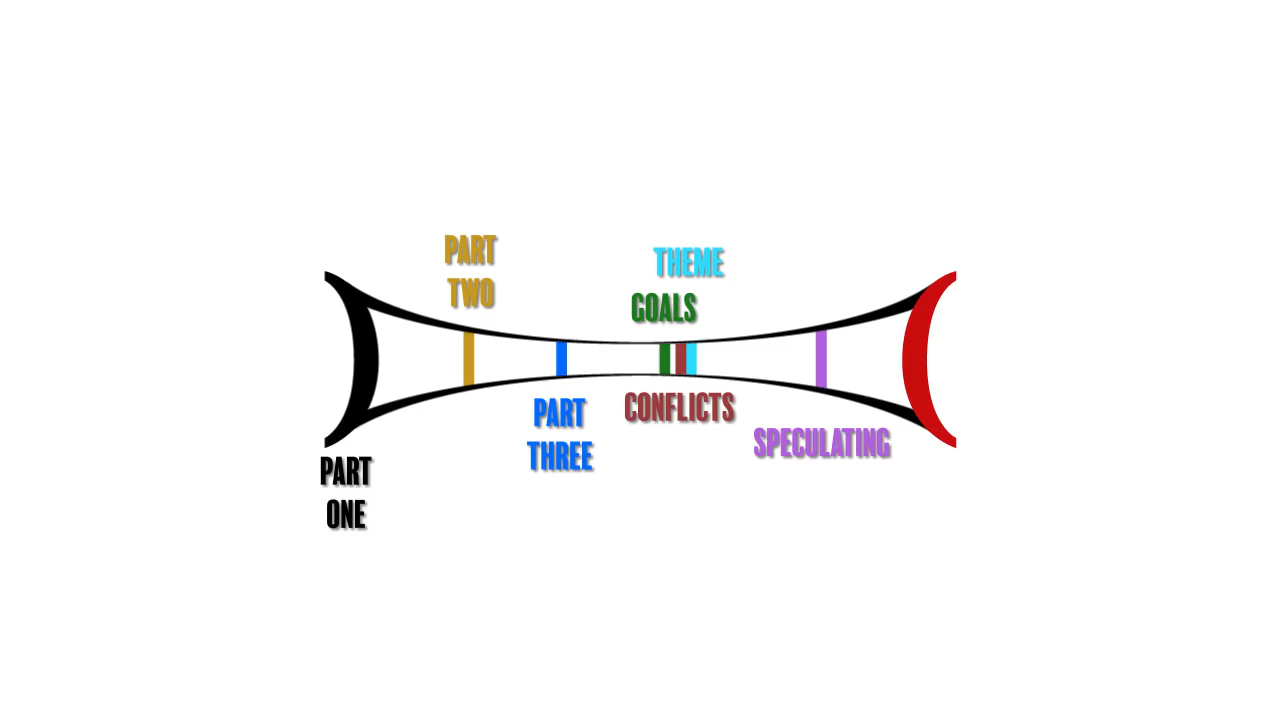 PART
TWO
THEME
GOALS
PART
THREE
CONFLICTS
SPECULATING
PART
ONE